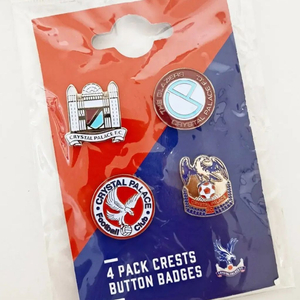 CRYSTAL PALACE F.C.
CRYSTAL PALACE
Football Club
4 PACK CRESTS
BUTTON BADGES